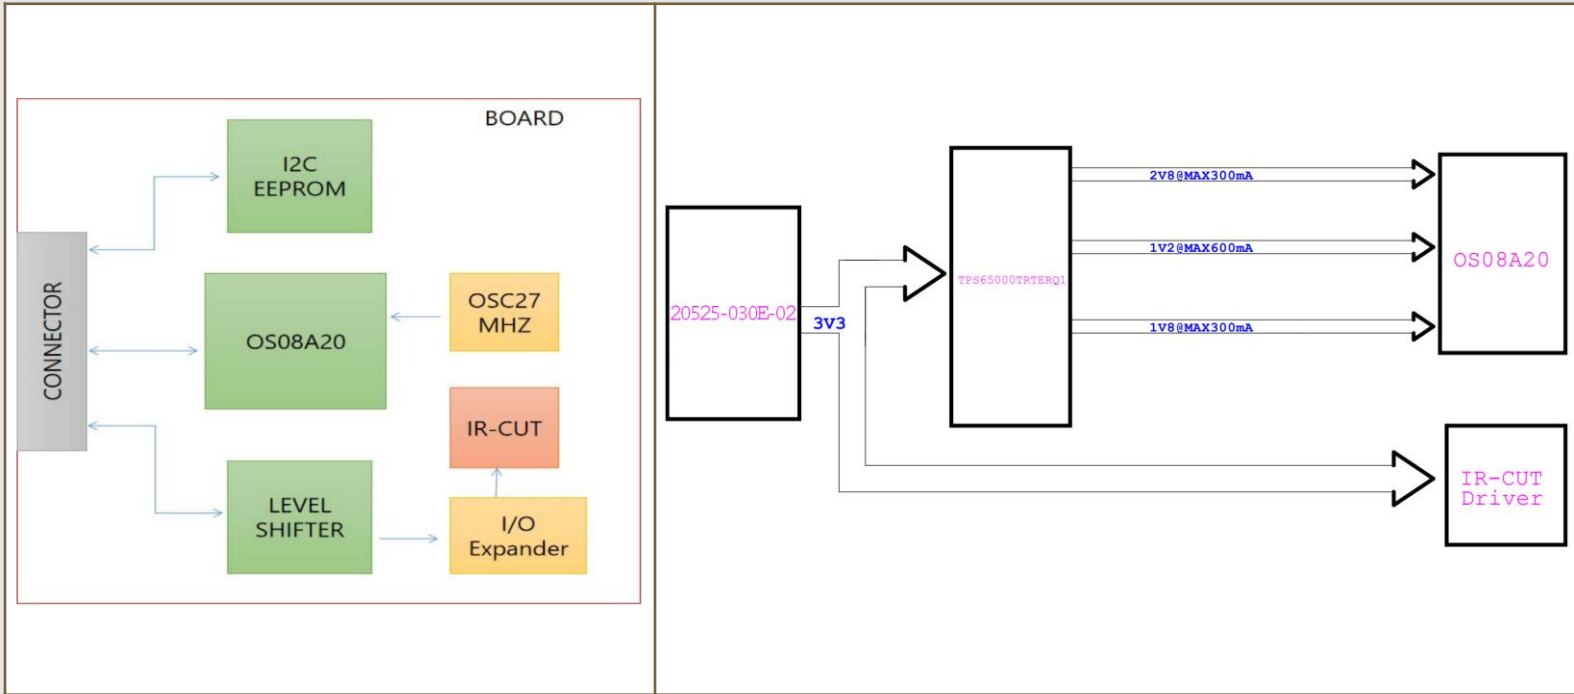 BOARD
I2C
EEPROM
CONNECTOR
OS08A20
OSC27
MHZ
IR-CUT
LEVEL
SHIFTER
I/O
Expander
20525-030E-02
3V3
TPS65000TRTERQ1
2V8@MAX300mA
1V2@MAX600mA
1V8@MAX300mA
OS08A20
IR-CUT
Driver